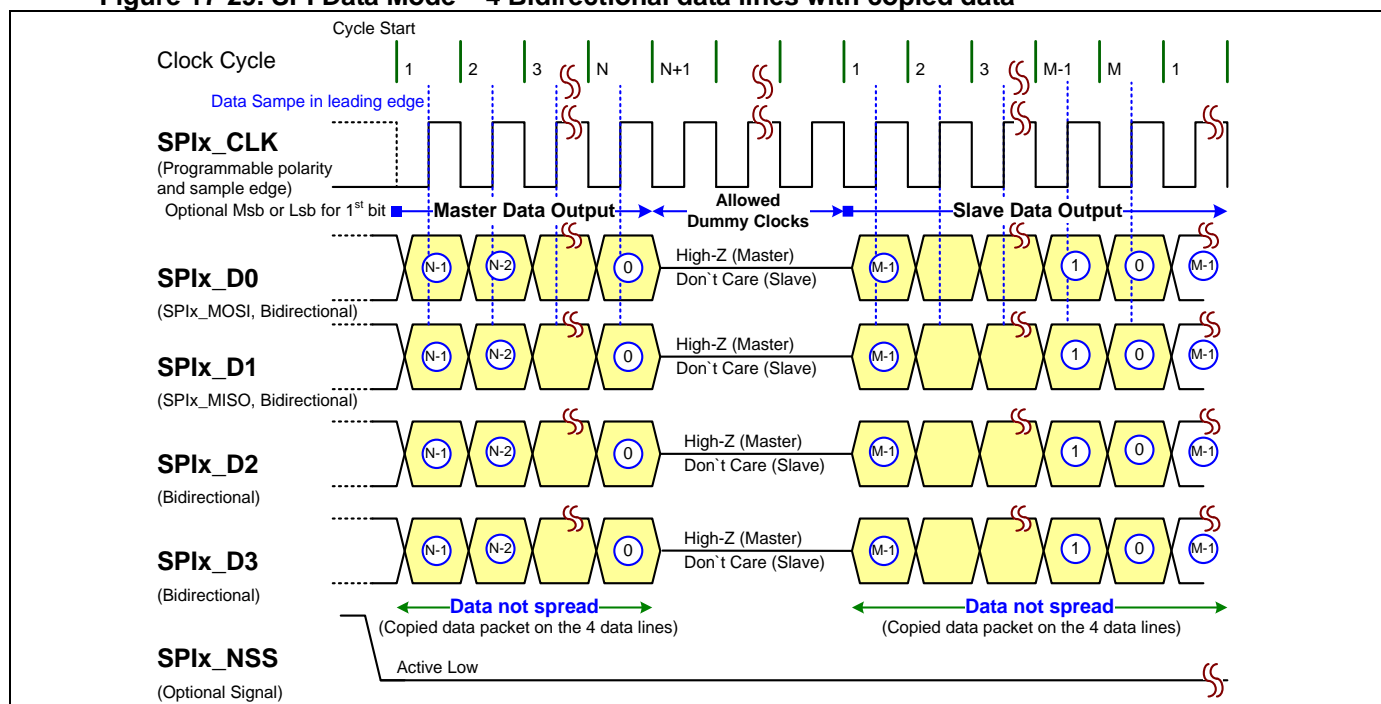 Figure 17-29. SPI Data Mode – 4 Bidirectional data lines with copied data
Cycle Start
Clock Cycle
1 2 3 N N+1 1 2 3 M-1 M 1
Data Sampe in leading edge
SPIx_CLK
(Programmable polarity
and sample edge)
Optional Msb or Lsb for 1st bit
Master Data Output
Allowed
Dummy Clocks
Slave Data Output
SPIx_D0
(SPIx_MOSI, Bidirectional)
N-1 N-2 0
High-Z (Master)
Don`t Care (Slave)
M-1 1 0 M-1
SPIx_D1
(SPIx_MISO, Bidirectional)
N-1 N-2 0
High-Z (Master)
Don`t Care (Slave)
M-1 1 0 M-1
SPIx_D2
(Bidirectional)
N-1 N-2 0
High-Z (Master)
Don`t Care (Slave)
M-1 1 0 M-1
SPIx_D3
(Bidirectional)
N-1 N-2 0
High-Z (Master)
Don`t Care (Slave)
M-1 1 0 M-1
Data not spread
(Copied data packet on the 4 data lines)
Data not spread
(Copied data packet on the 4 data lines)
SPIx_NSS
(Optional Signal)
Active Low